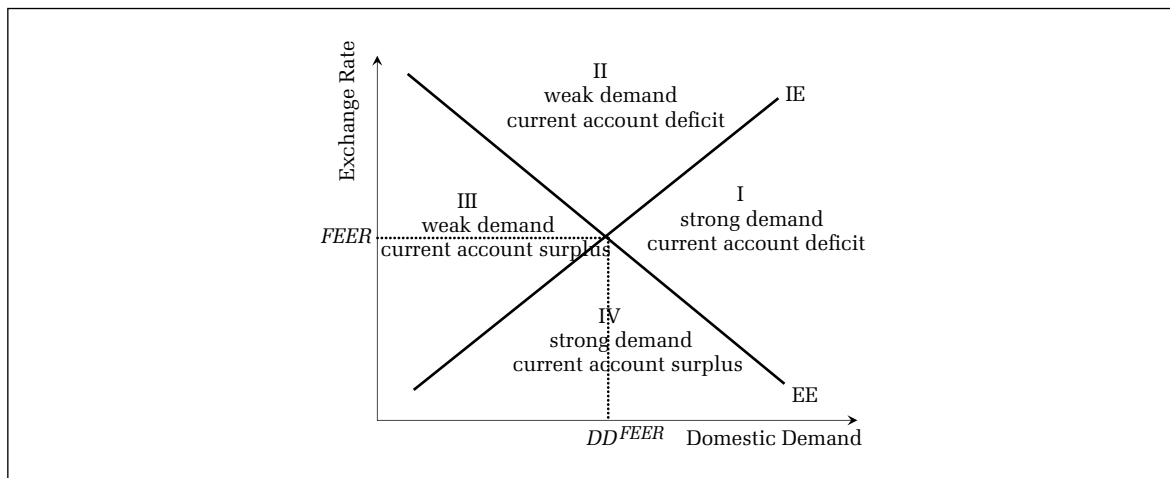 II
weak demand
current account deficit
IE
Exchange Rate
I
strong demand
current account deficit
III
weak demand
current account surplus
FEER
IV
strong demand
current account surplus
EE
DD^FEER
Domestic Demand